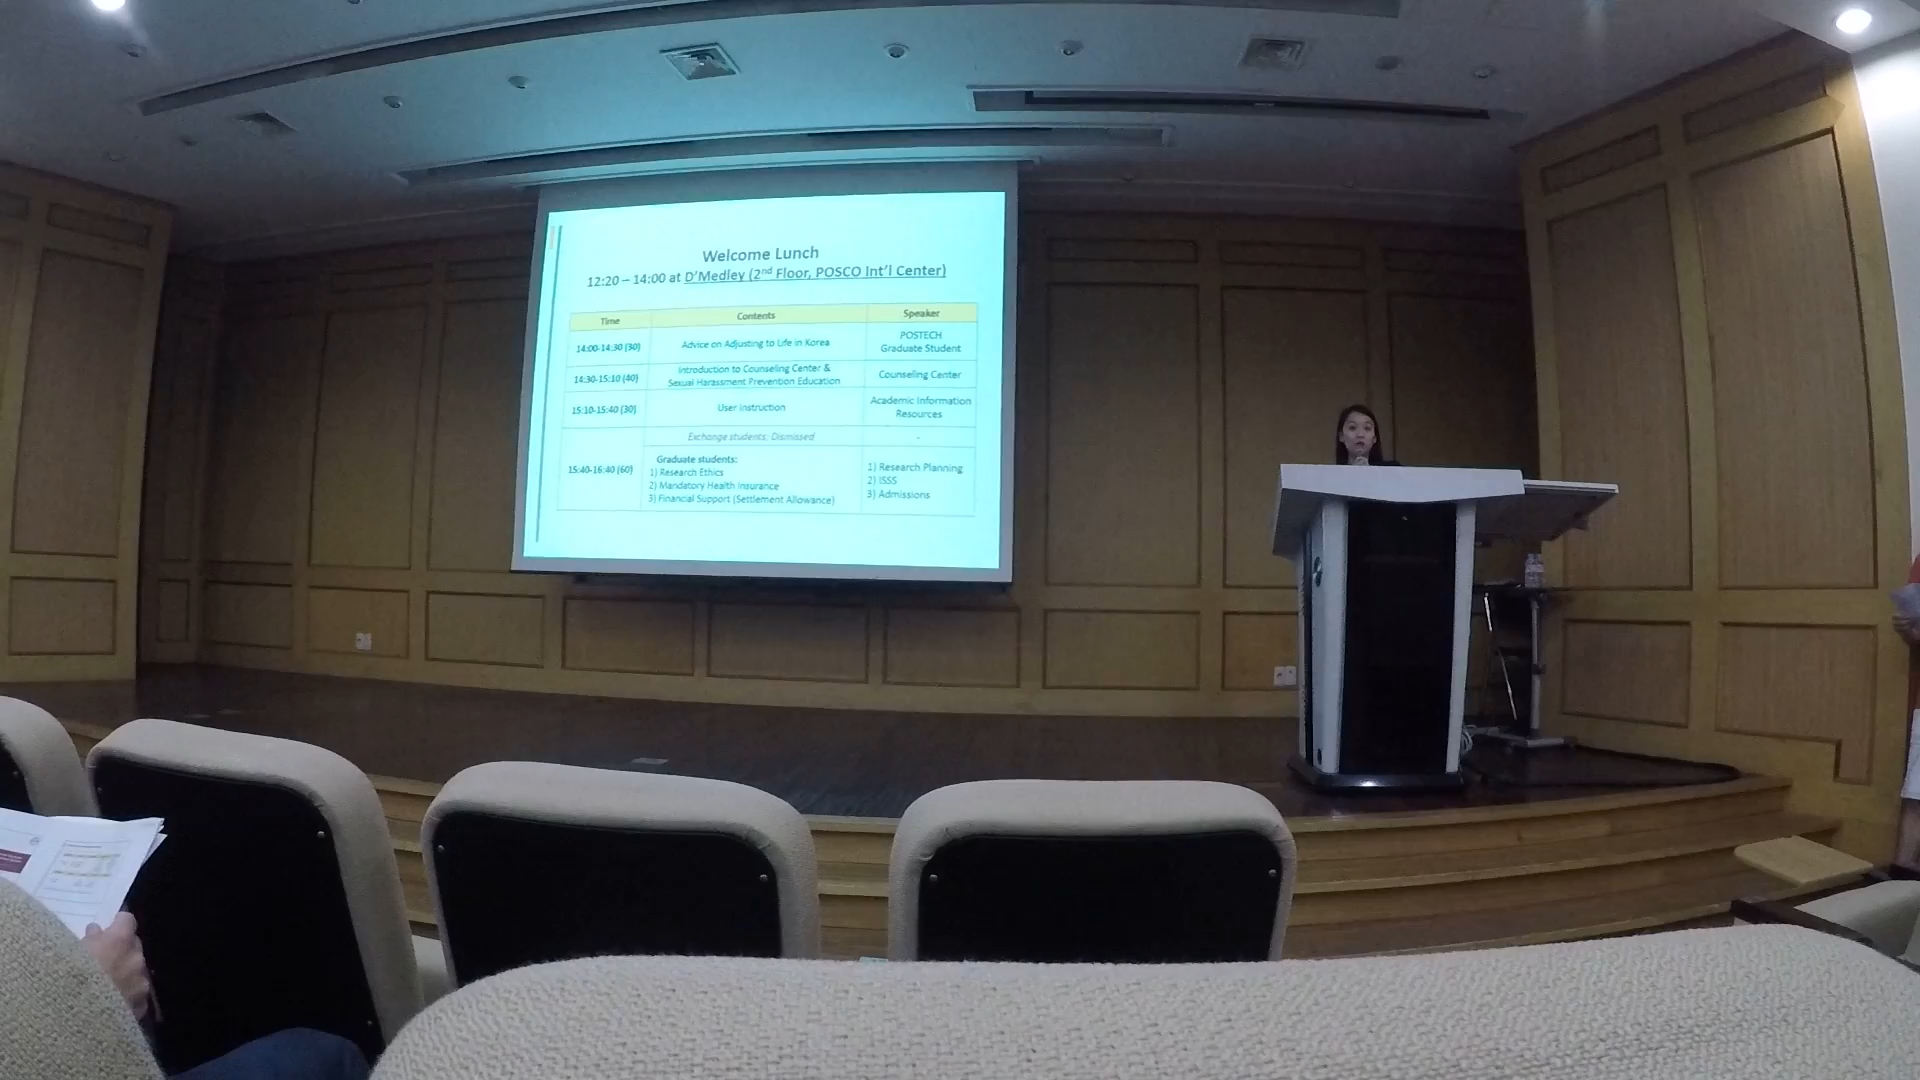 Welcome Lunch
12:20 – 14:00 at D'Medley (2nd Floor, POSCO Int'l Center)
Time Contents Speaker
14:00-14:30 (30) Advice on Adjusting to Life in Korea POSTECH
Graduate Student
14:30-15:10 (40) Introduction to Counseling Center &
Sexual Harassment Prevention Education Counseling Center
15:10-15:40 (30) User Instruction Academic Information
Resources
Exchange students: Dismissed -
15:40-16:40 (60) Graduate students:
1) Research Ethics 1) Research Planning
2) Mandatory Health Insurance 2) ISSS
3) Financial Support (Settlement Allowance) 3) Admissions